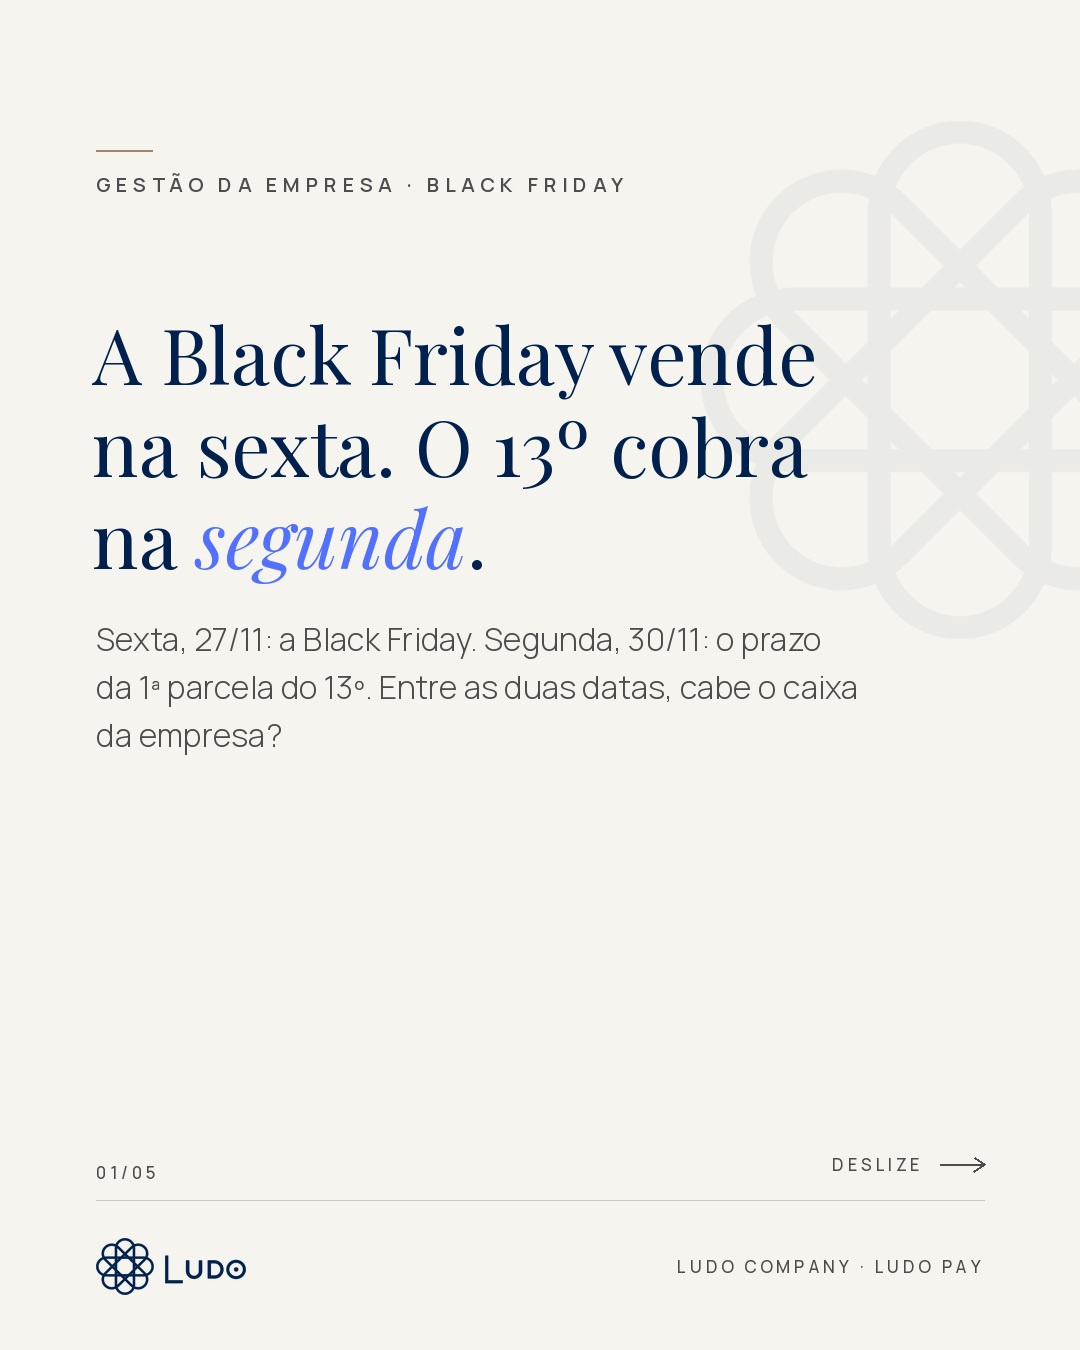 GESTÃO DA EMPRESA · BLACK FRIDAY
A Black Friday vende
na sexta. O 13º cobra
na segunda.
Sexta, 27/11: a Black Friday. Segunda, 30/11: o prazo
da 1ª parcela do 13º. Entre as duas datas, cabe o caixa
da empresa?
01/05
DESLIZE
LUDO
LUDO COMPANY · LUDO PAY